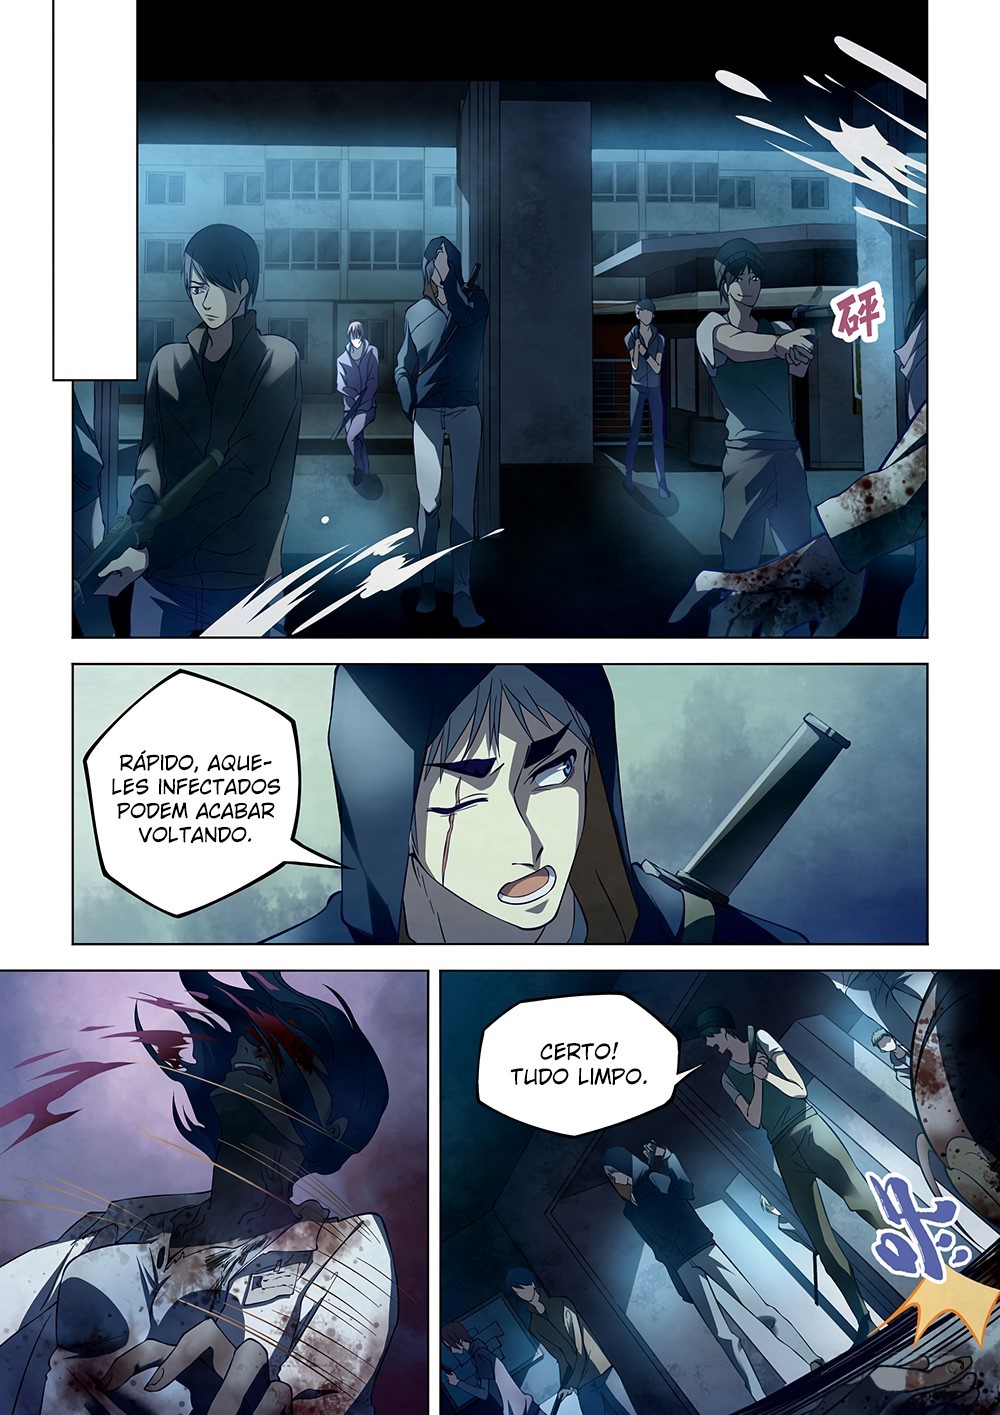 砰
RÁPIDO, AQUE-
LES INFECTADOS
PODEM ACABAR
VOLTANDO.
CERTO!
TUDO LIMPO.